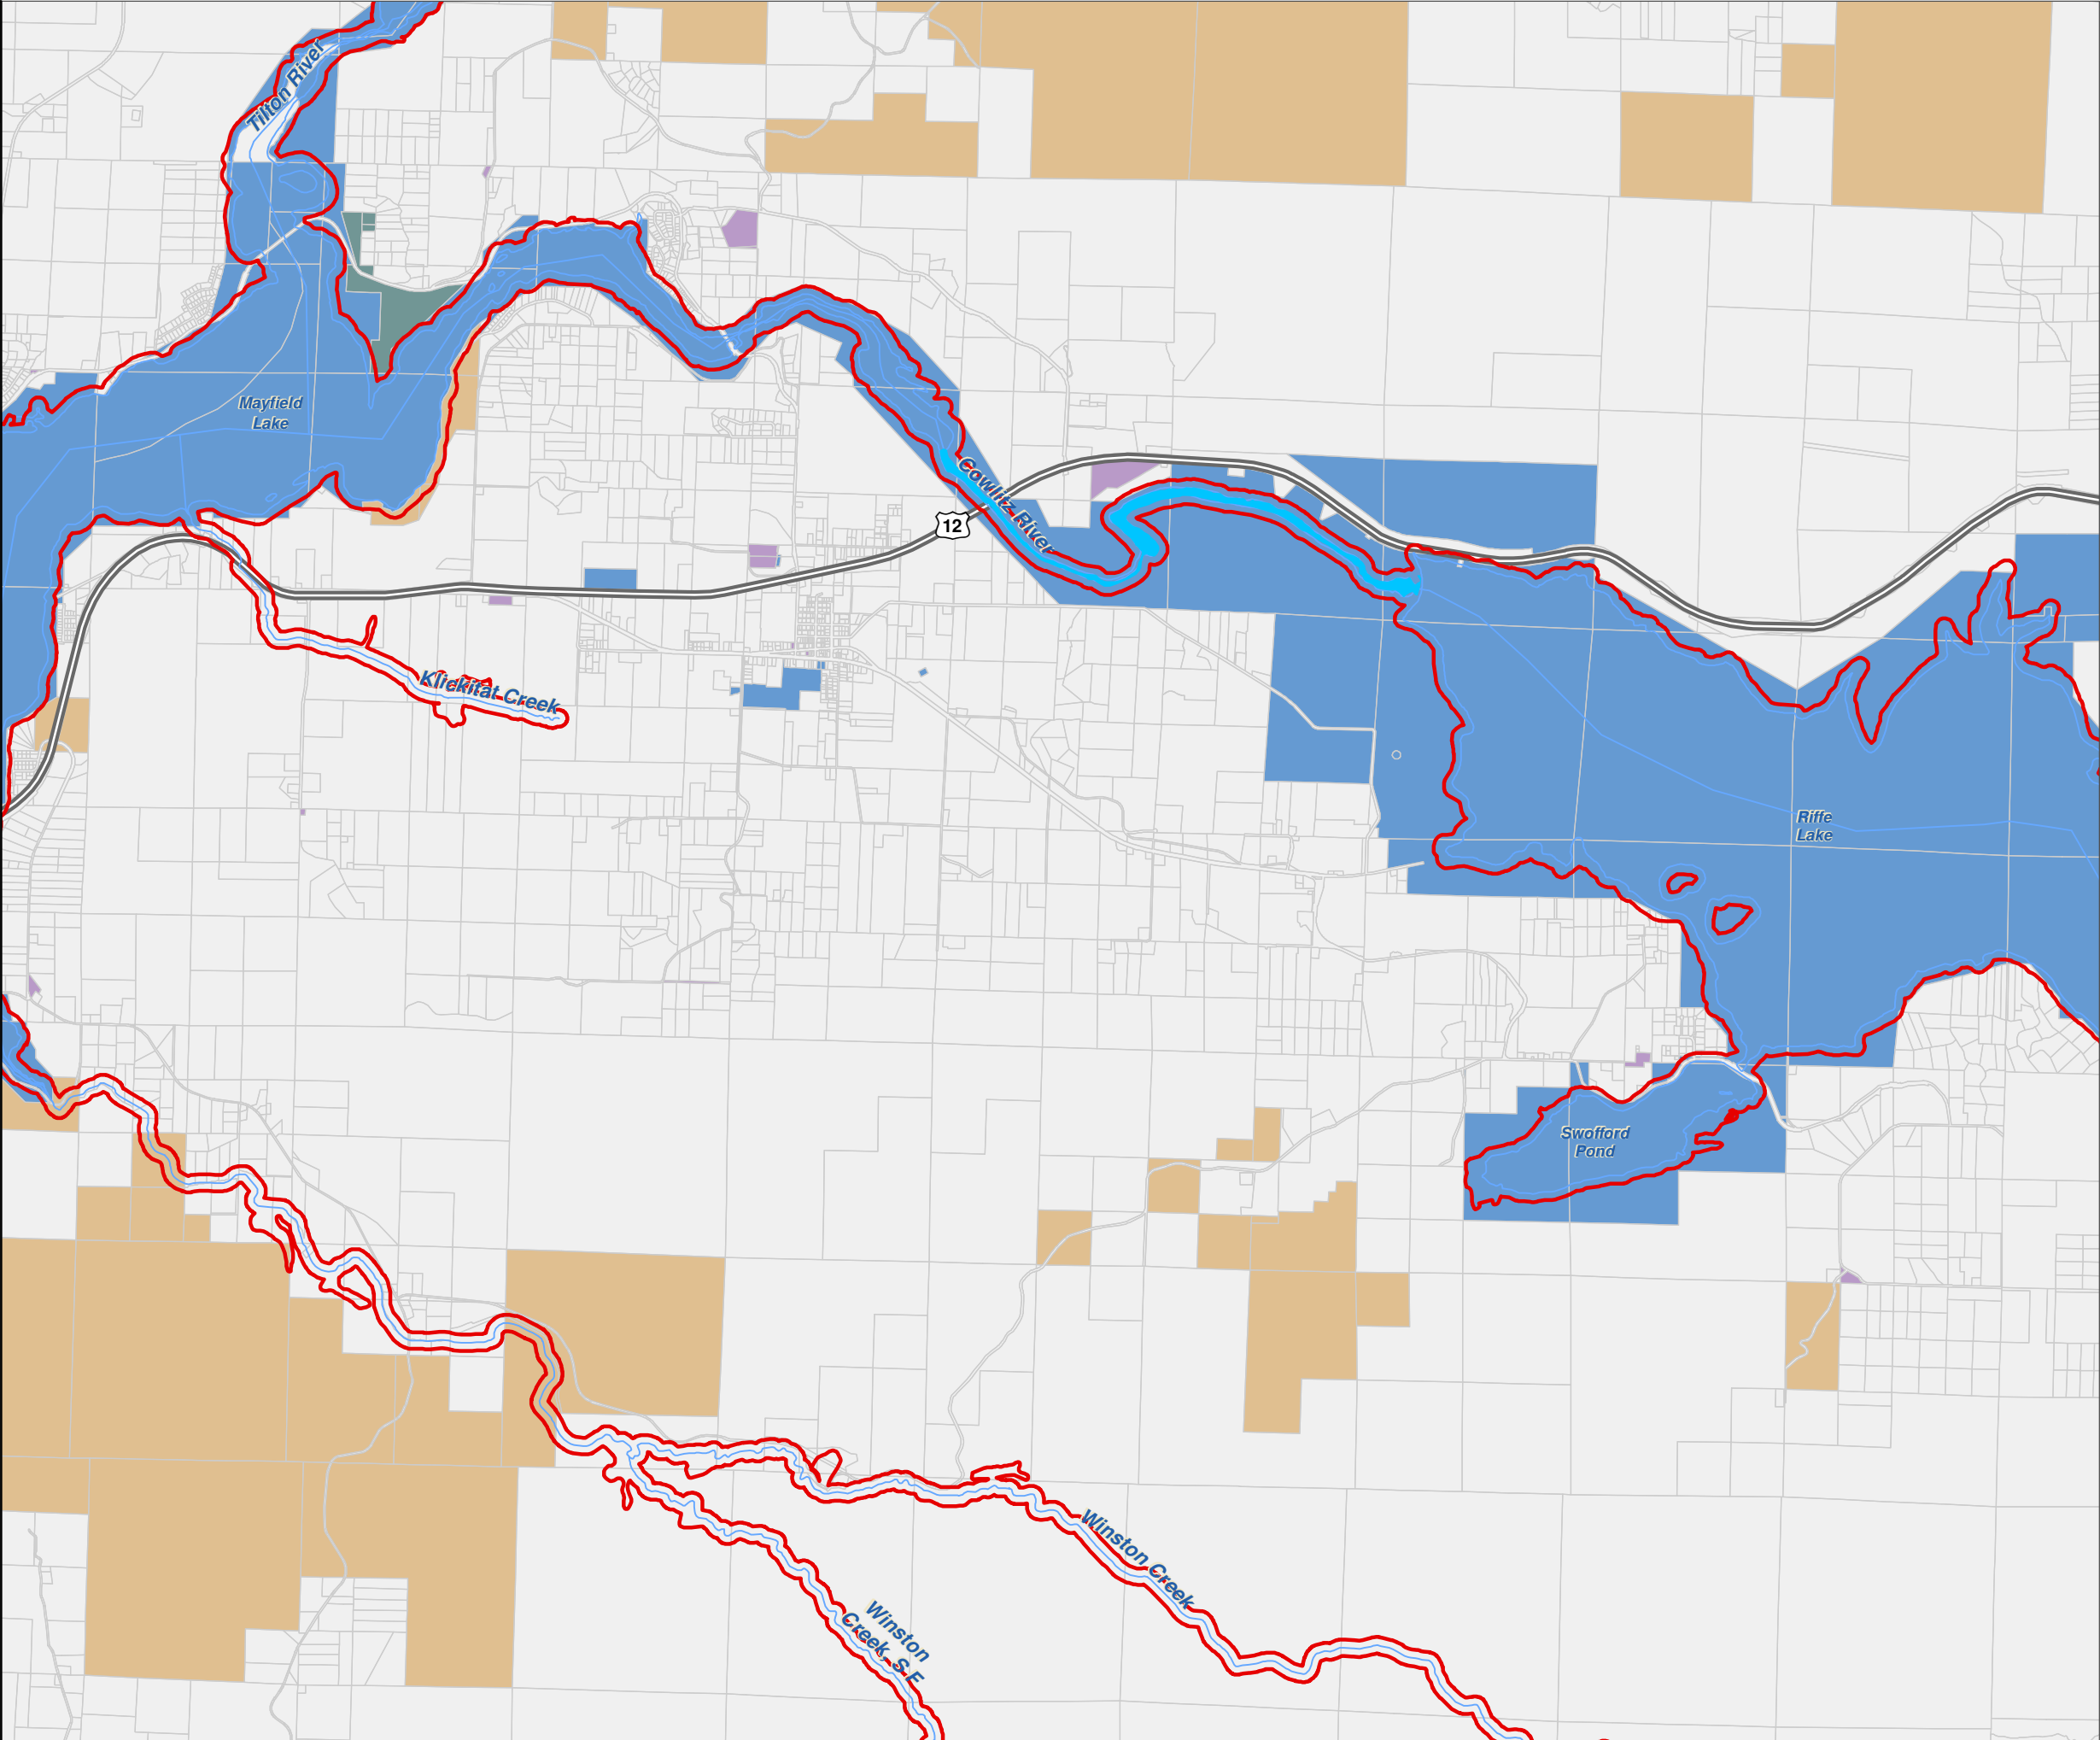 Tilton River
Mayfield
Lake
Cowlitz River
12
Klickitat Creek
Riffe
Lake
Swofford
Pond
Winston Creek
Winston
Creek, S F